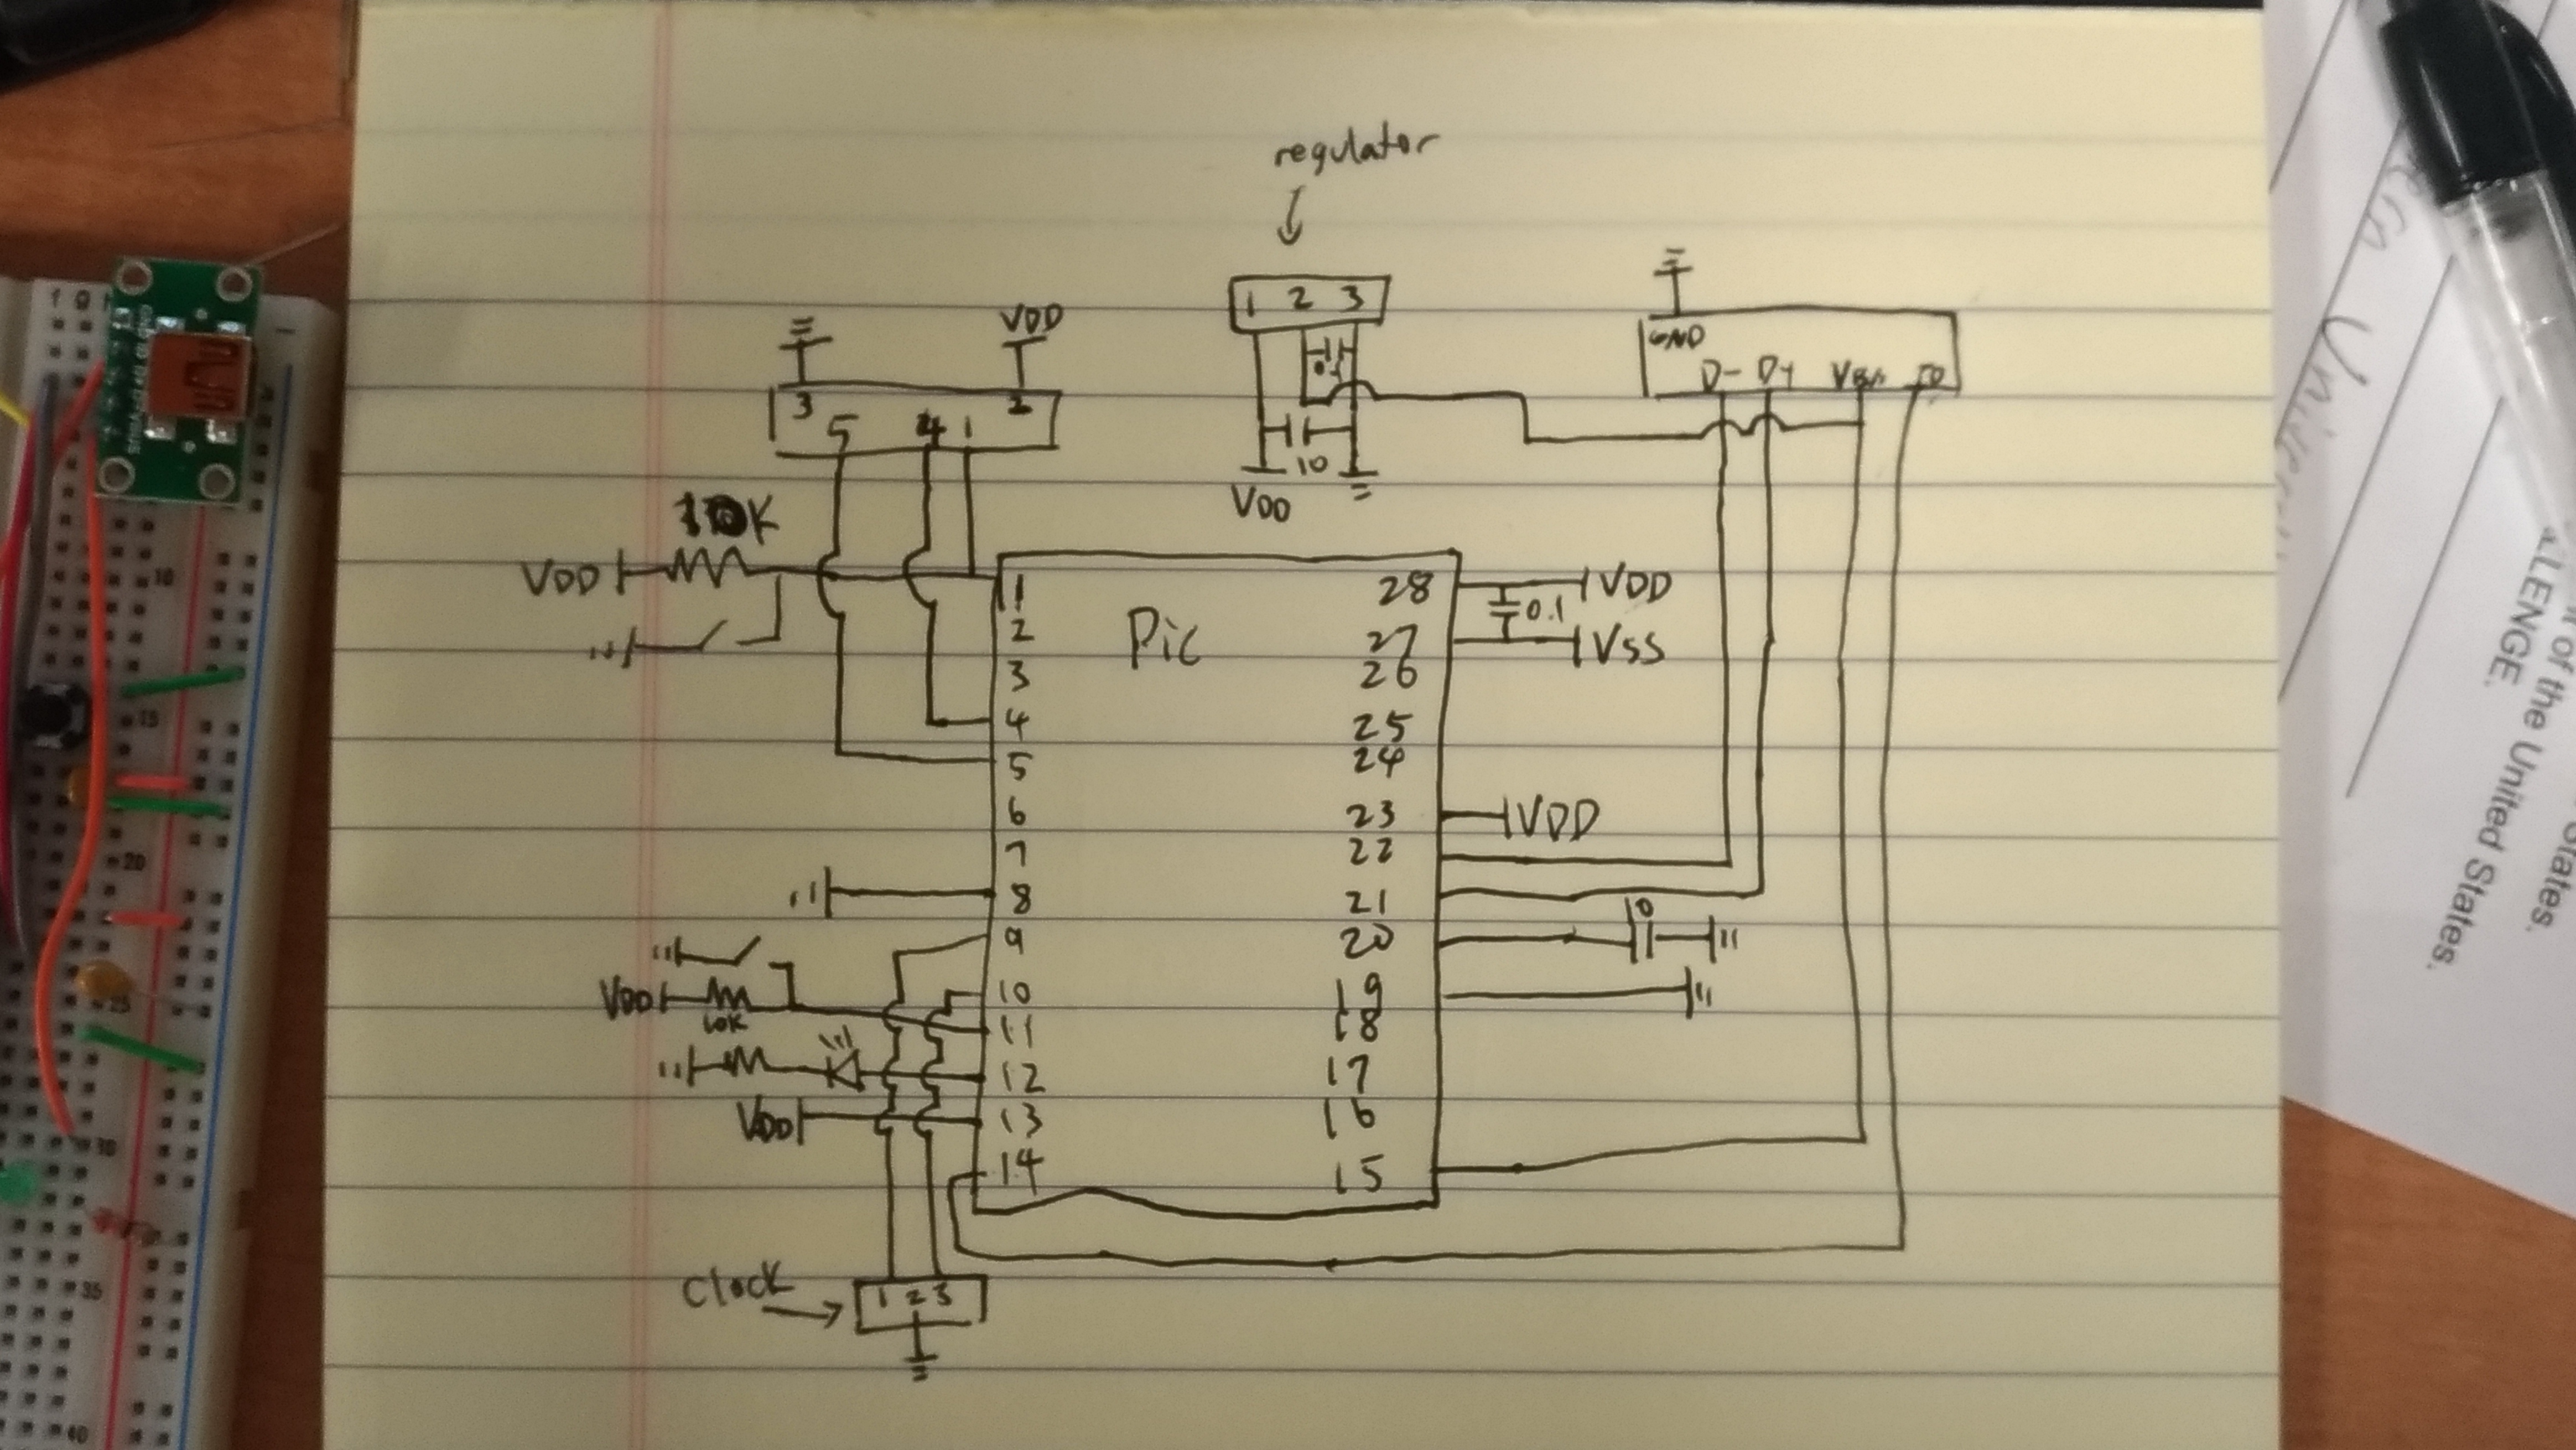 regulator
1 2 3
0.1
10
VDD
GND
D- D+ VBus ID
VDD
3 2
5 4 1
10K
VDD
Pic
1
2
3
4
5
6
7
8
9
10
11
12
13
14
28
27
26
25
24
23
22
21
20
19
18
17
16
15
VDD
0.1
VSS
VDD
10
VDD
10K
VDD
Clock
1 2 3
f g
10
15
20
25
30
35
40
of the United States.
States.
LLENGE.